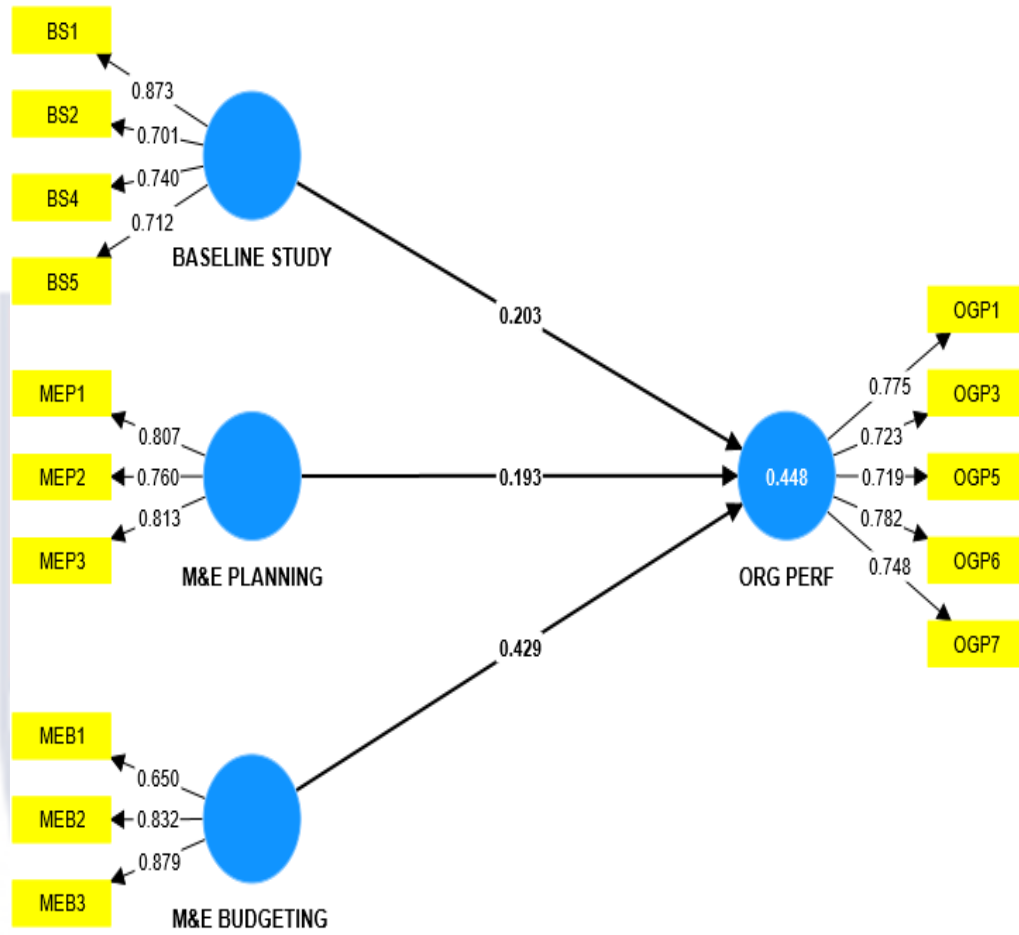 BS1
0.873
BS2
0.701
BS4
0.740
0.712
BS5
BASELINE STUDY
0.203
MEP1
0.807
MEP2
0.760
MEP3
0.813
M&E PLANNING
0.193
MEB1
0.650
MEB2
0.832
0.879
MEB3
M&E BUDGETING
0.429
0.448
ORG PERF
OGP1
0.775
OGP3
0.723
OGP5
0.719
OGP6
0.782
0.748
OGP7